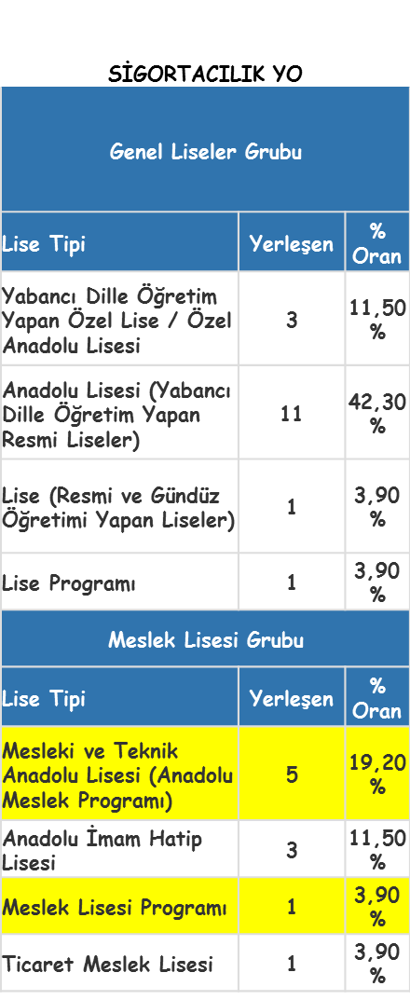 SİGORTACILIK YO
Genel Liseler Grubu
Lise Tipi
Yerleşen
%
Oran
Yabancı Dille Öğretim
Yapan Özel Lise / Özel
Anadolu Lisesi
3
11,50
%
Anadolu Lisesi (Yabancı
Dille Öğretim Yapan
Resmi Liseler)
11
42,30
%
Lise (Resmi ve Gündüz
Öğretimi Yapan Liseler)
1
3,90
%
Lise Programı
1
3,90
%
Meslek Lisesi Grubu
Lise Tipi
Yerleşen
%
Oran
Mesleki ve Teknik
Anadolu Lisesi (Anadolu
Meslek Programı)
5
19,20
%
Anadolu İmam Hatip
Lisesi
3
11,50
%
Meslek Lisesi Programı
1
3,90
%
Ticaret Meslek Lisesi
1
3,90
%